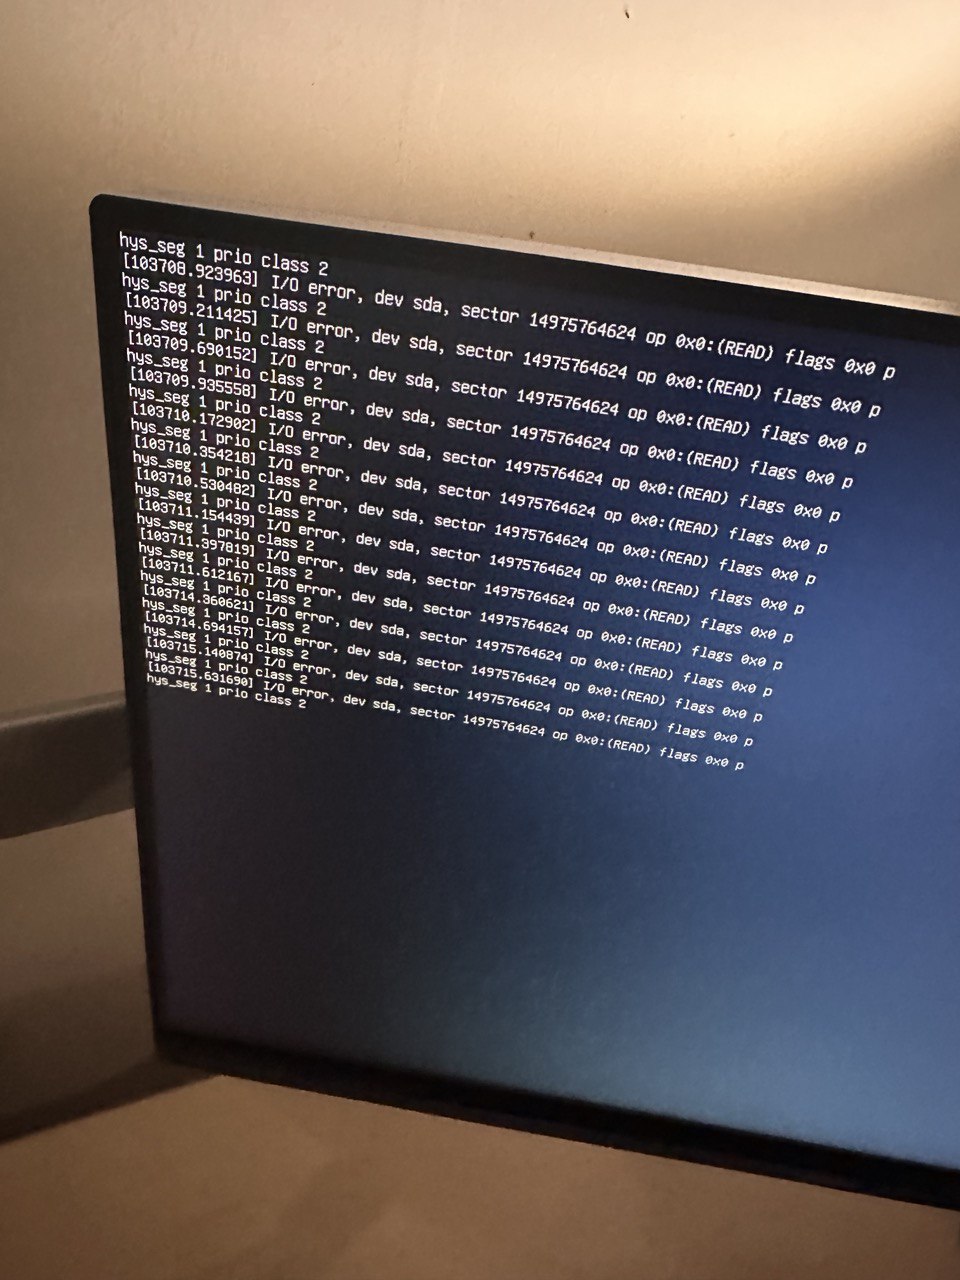 hys_seg 1 prio class 2
[103708.923963] I/O error, dev sda, sector 14975764624 op 0x0:(READ) flags 0x0 p
hys_seg 1 prio class 2
[103709.211425] I/O error, dev sda, sector 14975764624 op 0x0:(READ) flags 0x0 p
hys_seg 1 prio class 2
[103709.690152] I/O error, dev sda, sector 14975764624 op 0x0:(READ) flags 0x0 p
hys_seg 1 prio class 2
[103709.935558] I/O error, dev sda, sector 14975764624 op 0x0:(READ) flags 0x0 p
hys_seg 1 prio class 2
[103710.172902] I/O error, dev sda, sector 14975764624 op 0x0:(READ) flags 0x0 p
hys_seg 1 prio class 2
[103710.354218] I/O error, dev sda, sector 14975764624 op 0x0:(READ) flags 0x0 p
hys_seg 1 prio class 2
[103710.530482] I/O error, dev sda, sector 14975764624 op 0x0:(READ) flags 0x0 p
hys_seg 1 prio class 2
[103711.154439] I/O error, dev sda, sector 14975764624 op 0x0:(READ) flags 0x0 p
hys_seg 1 prio class 2
[103711.397819] I/O error, dev sda, sector 14975764624 op 0x0:(READ) flags 0x0 p
hys_seg 1 prio class 2
[103711.612167] I/O error, dev sda, sector 14975764624 op 0x0:(READ) flags 0x0 p
hys_seg 1 prio class 2
[103714.360621] I/O error, dev sda, sector 14975764624 op 0x0:(READ) flags 0x0 p
hys_seg 1 prio class 2
[103714.694157] I/O error, dev sda, sector 14975764624 op 0x0:(READ) flags 0x0 p
hys_seg 1 prio class 2
[103715.140874] I/O error, dev sda, sector 14975764624 op 0x0:(READ) flags 0x0 p
hys_seg 1 prio class 2
[103715.631690] I/O error, dev sda, sector 14975764624 op 0x0:(READ) flags 0x0 p
hys_seg 1 prio class 2